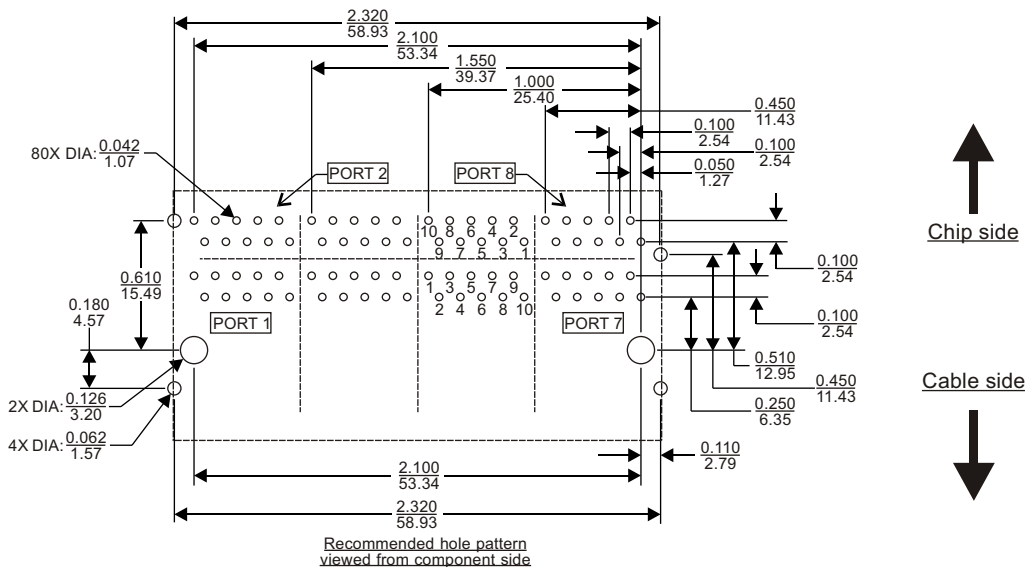 2.320
58.93
2.100
53.34
1.550
39.37
1.000
25.40
0.450
11.43
0.100
2.54
0.100
2.54
0.050
1.27
80X DIA: 0.042
1.07
PORT 2
PORT 8
Chip side
10 8 6 4 2
9 7 5 3 1
0.100
2.54
0.610
15.49
1 3 5 7 9
2 4 6 8 10
0.180
4.57
PORT 1
PORT 7
0.100
2.54
0.510
12.95
0.450
11.43
Cable side
0.250
6.35
2X DIA: 0.126
3.20
4X DIA: 0.062
1.57
0.110
2.79
2.100
53.34
2.320
58.93
Recommended hole pattern
viewed from component side